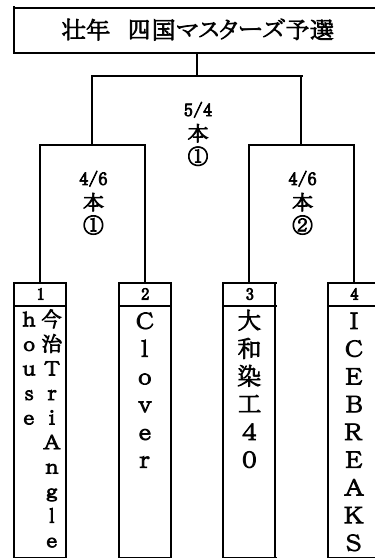 壮年 四国マスターズ予選
5/4
本
①
4/6
本
①
4/6
本
②
1
2
3
4
今治TriAngle
house
Clover
大和染工40
ICEBREAKS